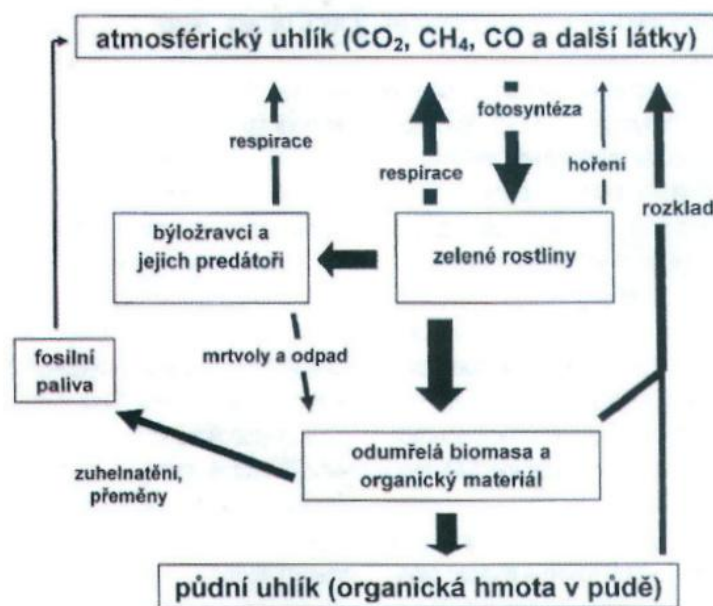 atmosférický uhlík (CO₂, CH₄, CO a další látky)
fotosyntéza
respirace
respirace
hoření
rozklad
býložravci a
jejich predátoři
zelené rostliny
fosilní
paliva
mrtvoly a odpad
odumřelá biomasa a
organický materiál
zuhelnatění,
přeměny
půdní uhlík (organická hmota v půdě)